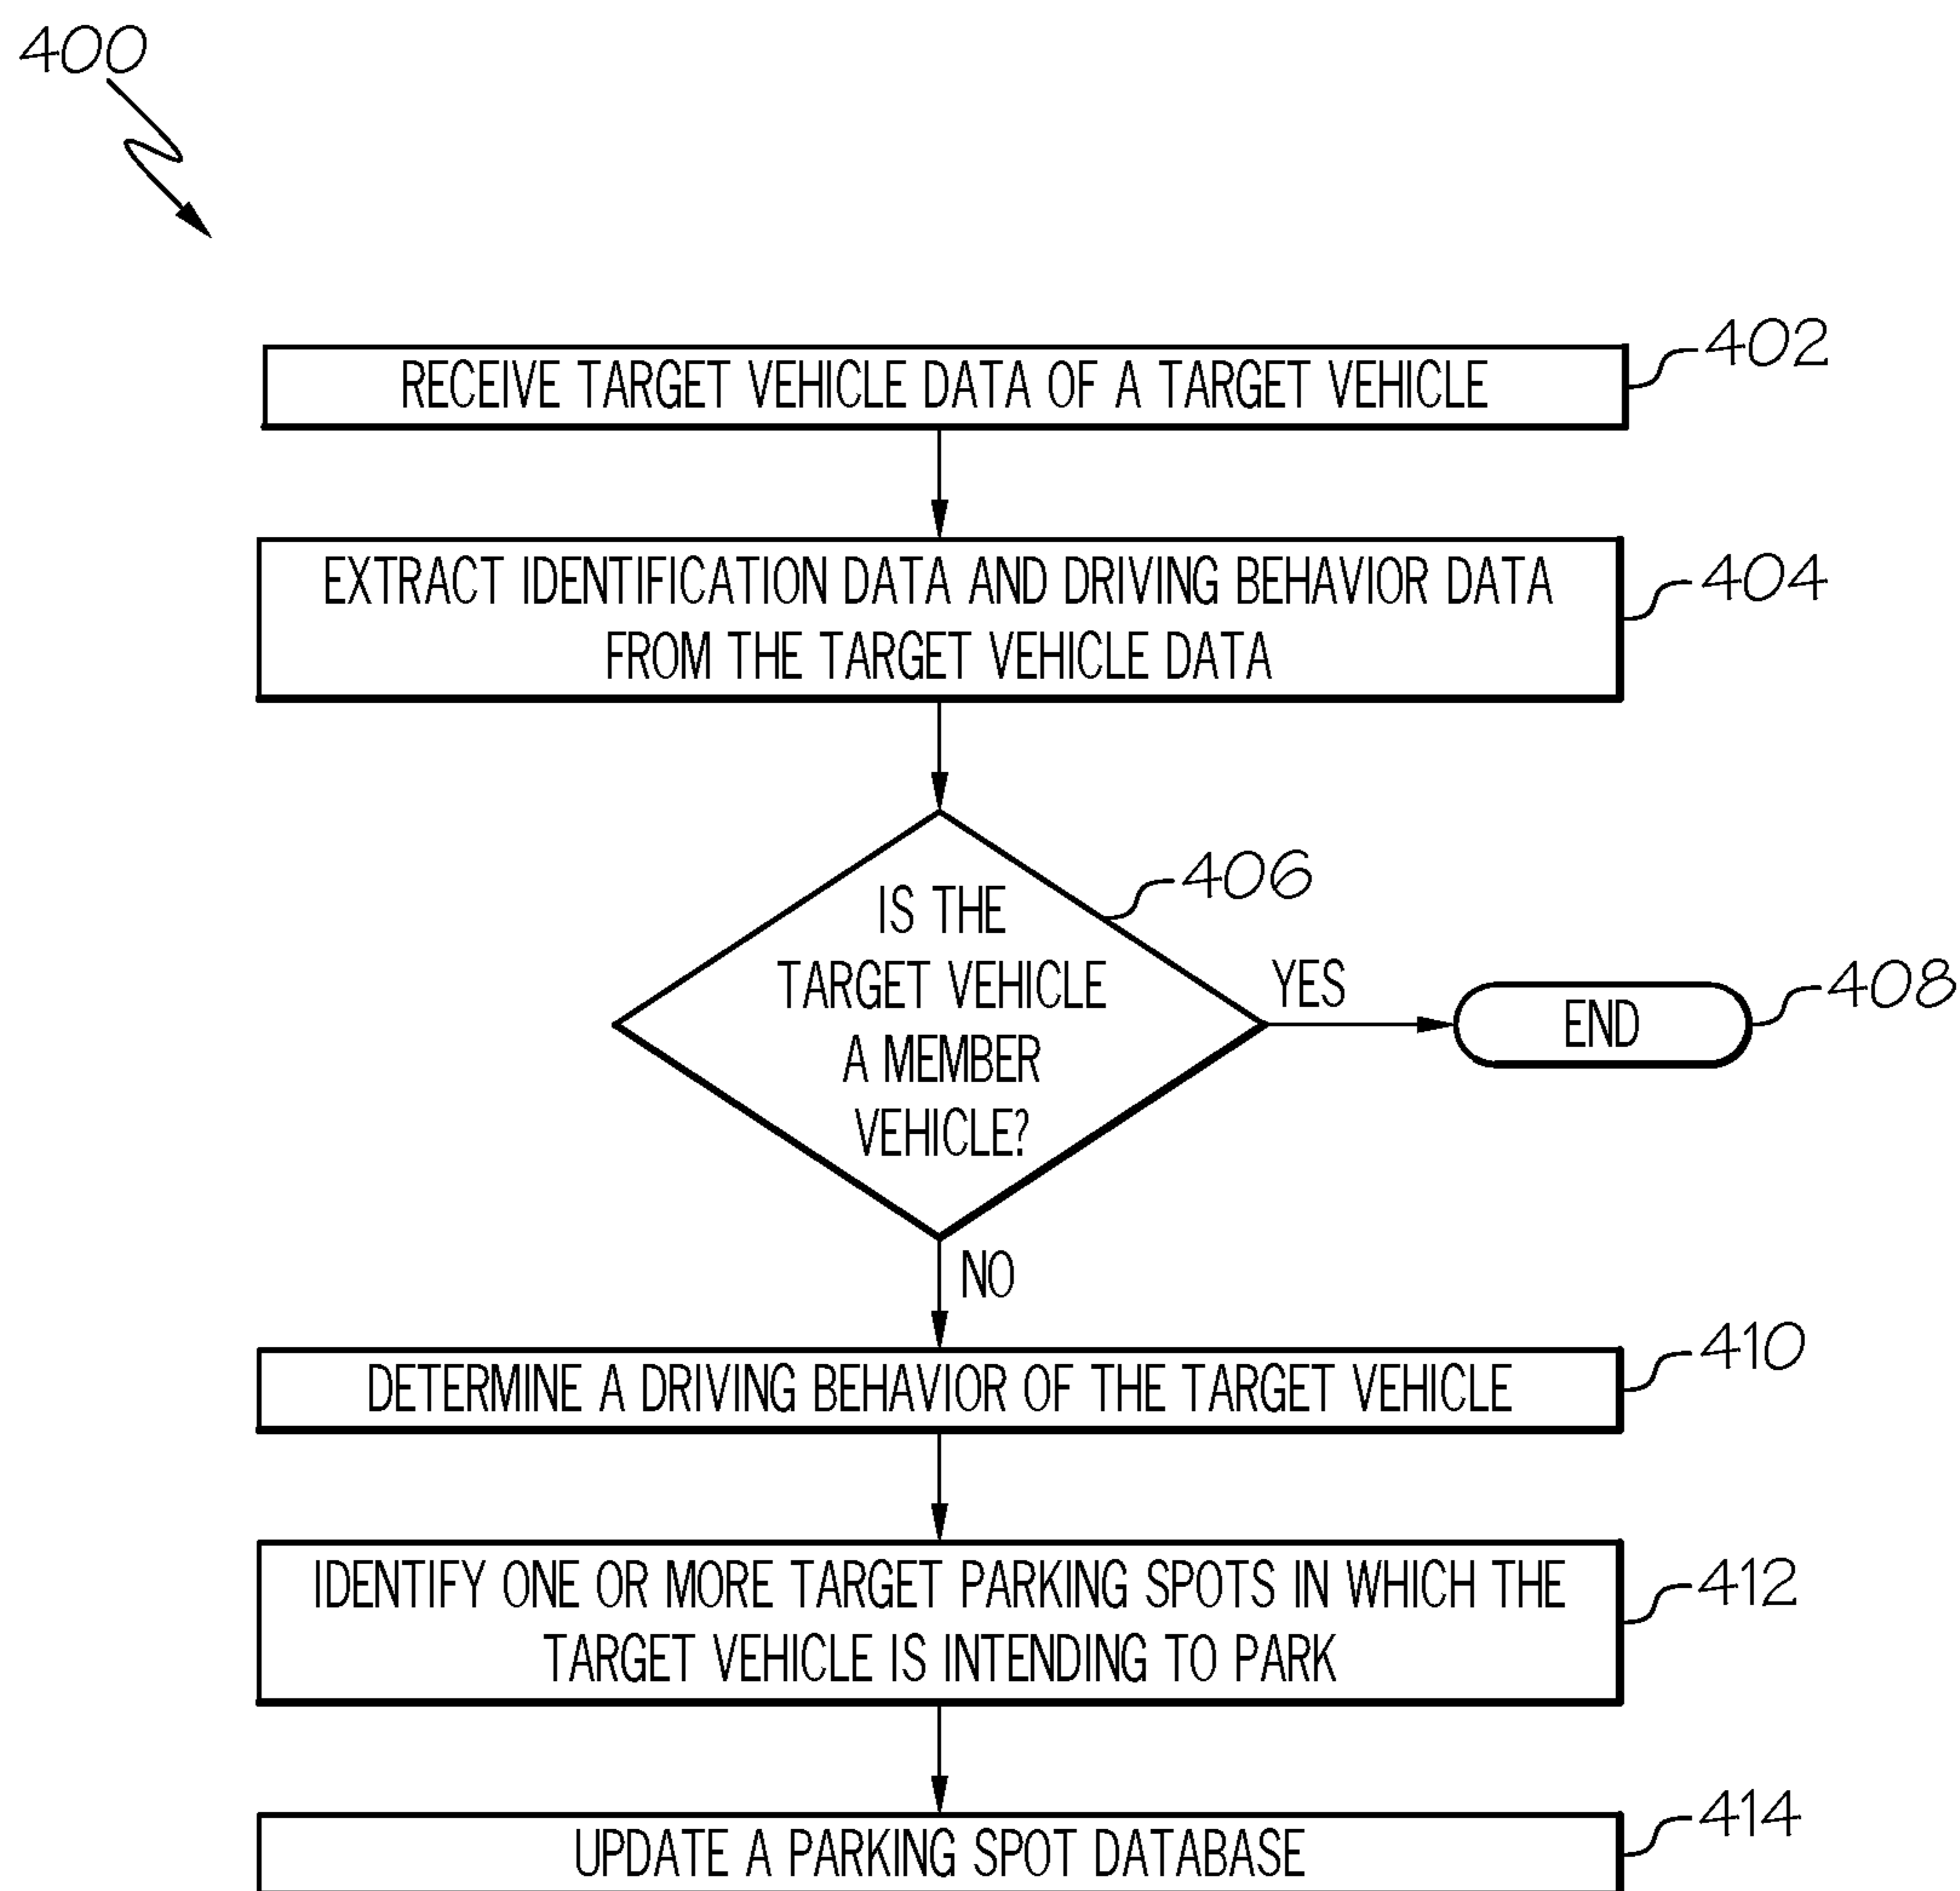 400
RECEIVE TARGET VEHICLE DATA OF A TARGET VEHICLE
402
EXTRACT IDENTIFICATION DATA AND DRIVING BEHAVIOR DATA
FROM THE TARGET VEHICLE DATA
404
IS THE
TARGET VEHICLE
A MEMBER
VEHICLE?
406
YES
END
408
NO
DETERMINE A DRIVING BEHAVIOR OF THE TARGET VEHICLE
410
IDENTIFY ONE OR MORE TARGET PARKING SPOTS IN WHICH THE
TARGET VEHICLE IS INTENDING TO PARK
412
UPDATE A PARKING SPOT DATABASE
414